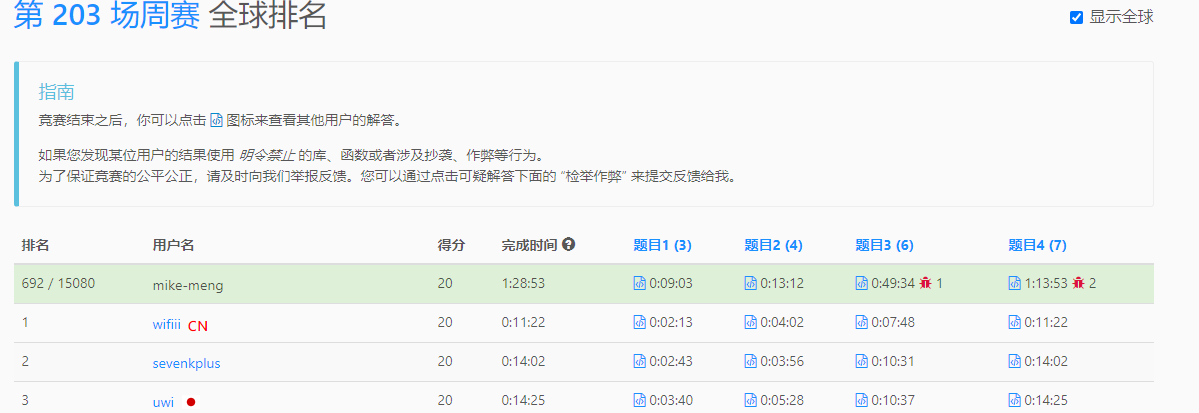 第 203 场周赛 全球排名
显示全球
指南
竞赛结束之后，你可以点击 图标来查看其他用户的解答。
如果您发现某位用户的结果使用 明令禁止 的库、函数或者涉及抄袭、作弊等行为。
为了保证竞赛的公平公正，请及时向我们举报反馈。您可以通过点击可疑解答下面的 “检举作弊” 来提交反馈给我。
排名 用户名 得分 完成时间 题目1 (3) 题目2 (4) 题目3 (6) 题目4 (7)
692 / 15080 mike-meng 20 1:28:53 0:09:03 0:13:12 0:49:34 1 1:13:53 2
1 wifiii CN 20 0:11:22 0:02:13 0:04:02 0:07:48 0:11:22
2 sevenkplus 20 0:14:02 0:02:43 0:03:56 0:10:31 0:14:02
3 uwi 20 0:14:25 0:03:40 0:05:28 0:10:37 0:14:25